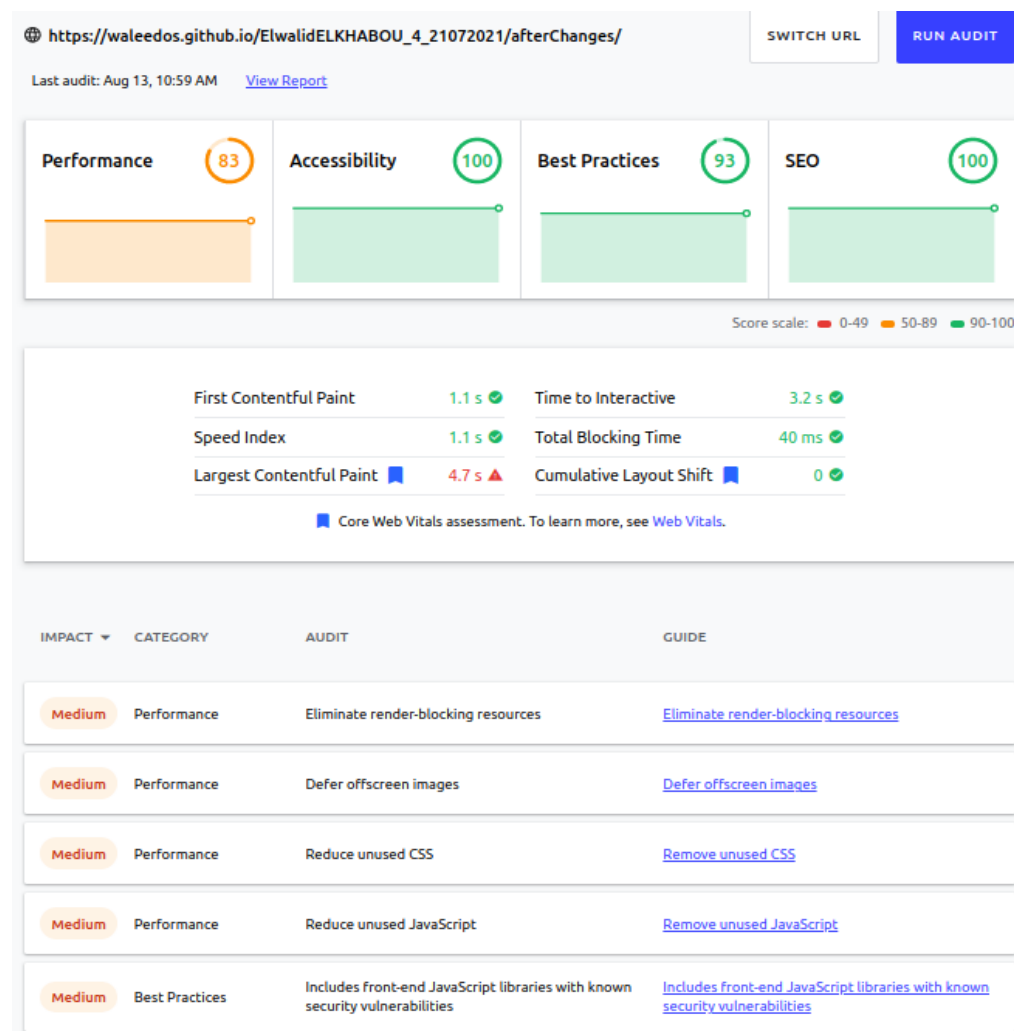 https://waleedos.github.io/ElwalidELKHABOU_4_21072021/afterChanges/
SWITCH URL
RUN AUDIT
Last audit: Aug 13, 10:59 AM View Report
Performance 83
Accessibility 100
Best Practices 93
SEO 100
Score scale: 0-49 50-89 90-100
First Contentful Paint 1.1 s
Time to Interactive 3.2 s
Speed Index 1.1 s
Total Blocking Time 40 ms
Largest Contentful Paint 4.7 s
Cumulative Layout Shift 0
Core Web Vitals assessment. To learn more, see Web Vitals.
IMPACT CATEGORY AUDIT GUIDE
Medium Performance Eliminate render-blocking resources Eliminate render-blocking resources
Medium Performance Defer offscreen images Defer offscreen images
Medium Performance Reduce unused CSS Remove unused CSS
Medium Performance Reduce unused JavaScript Remove unused JavaScript
Medium Best Practices
Includes front-end JavaScript libraries with known
security vulnerabilities
Includes front-end JavaScript libraries with known
security vulnerabilities